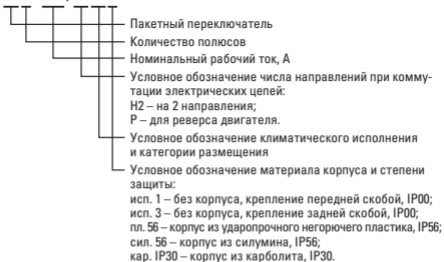 Пакетный переключатель
Количество полюсов
Номинальный рабочий ток, А
Условное обозначение числа направлений при комму-
тации электрических цепей:
Н2 – на 2 направления;
Р – для реверса двигателя.
Условное обозначение климатического исполнения
и категории размещения
Условное обозначение материала корпуса и степени
защиты:
исп. 1 – без корпуса, крепление передней скобой, IP00;
исп. 3 – без корпуса, крепление задней скобой, IP00;
пл. 56 – корпус из ударопрочного негорючего пластика, IP56;
сил. 56 – корпус из силумина, IP56;
кар. IP30 – корпус из карболита, IP30.